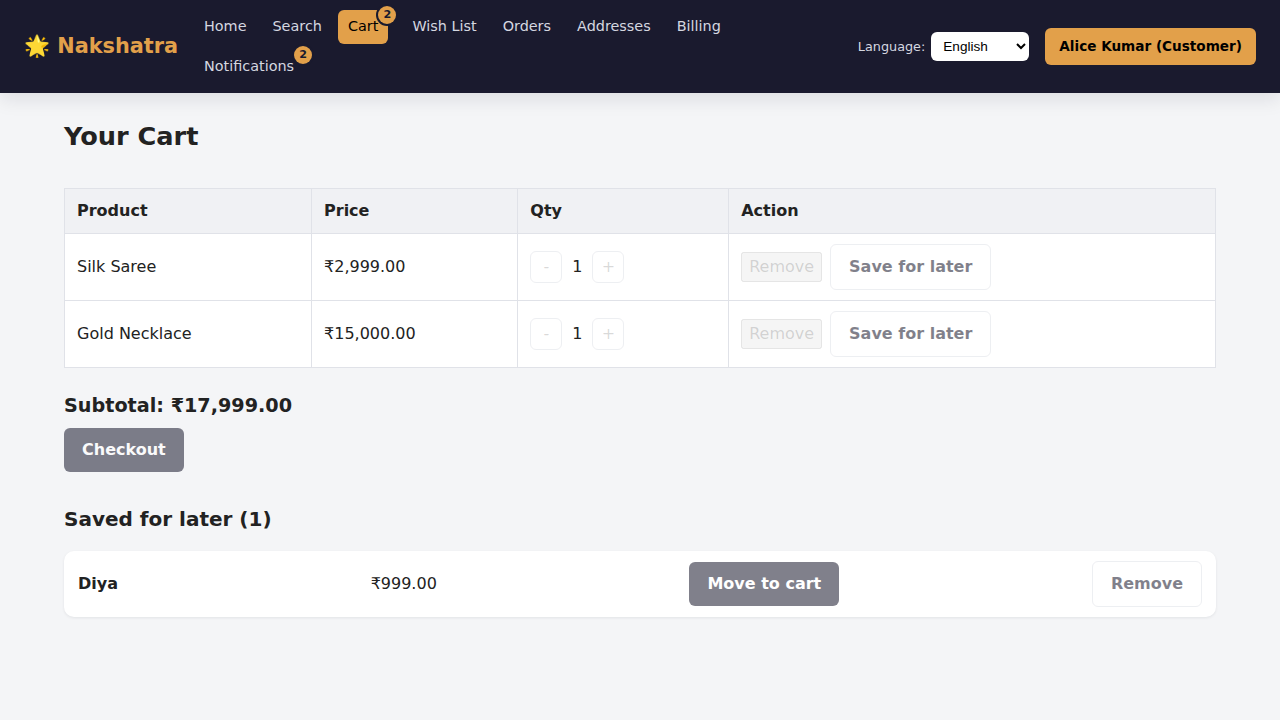 🌟 Nakshatra
Home Search Cart 2 Wish List Orders Addresses Billing
Notifications 2
Language: English
Alice Kumar (Customer)
Your Cart
Product Price Qty Action
Silk Saree ₹2,999.00 - 1 + Remove Save for later
Gold Necklace ₹15,000.00 - 1 + Remove Save for later
Subtotal: ₹17,999.00
Checkout
Saved for later (1)
Diya ₹999.00 Move to cart Remove